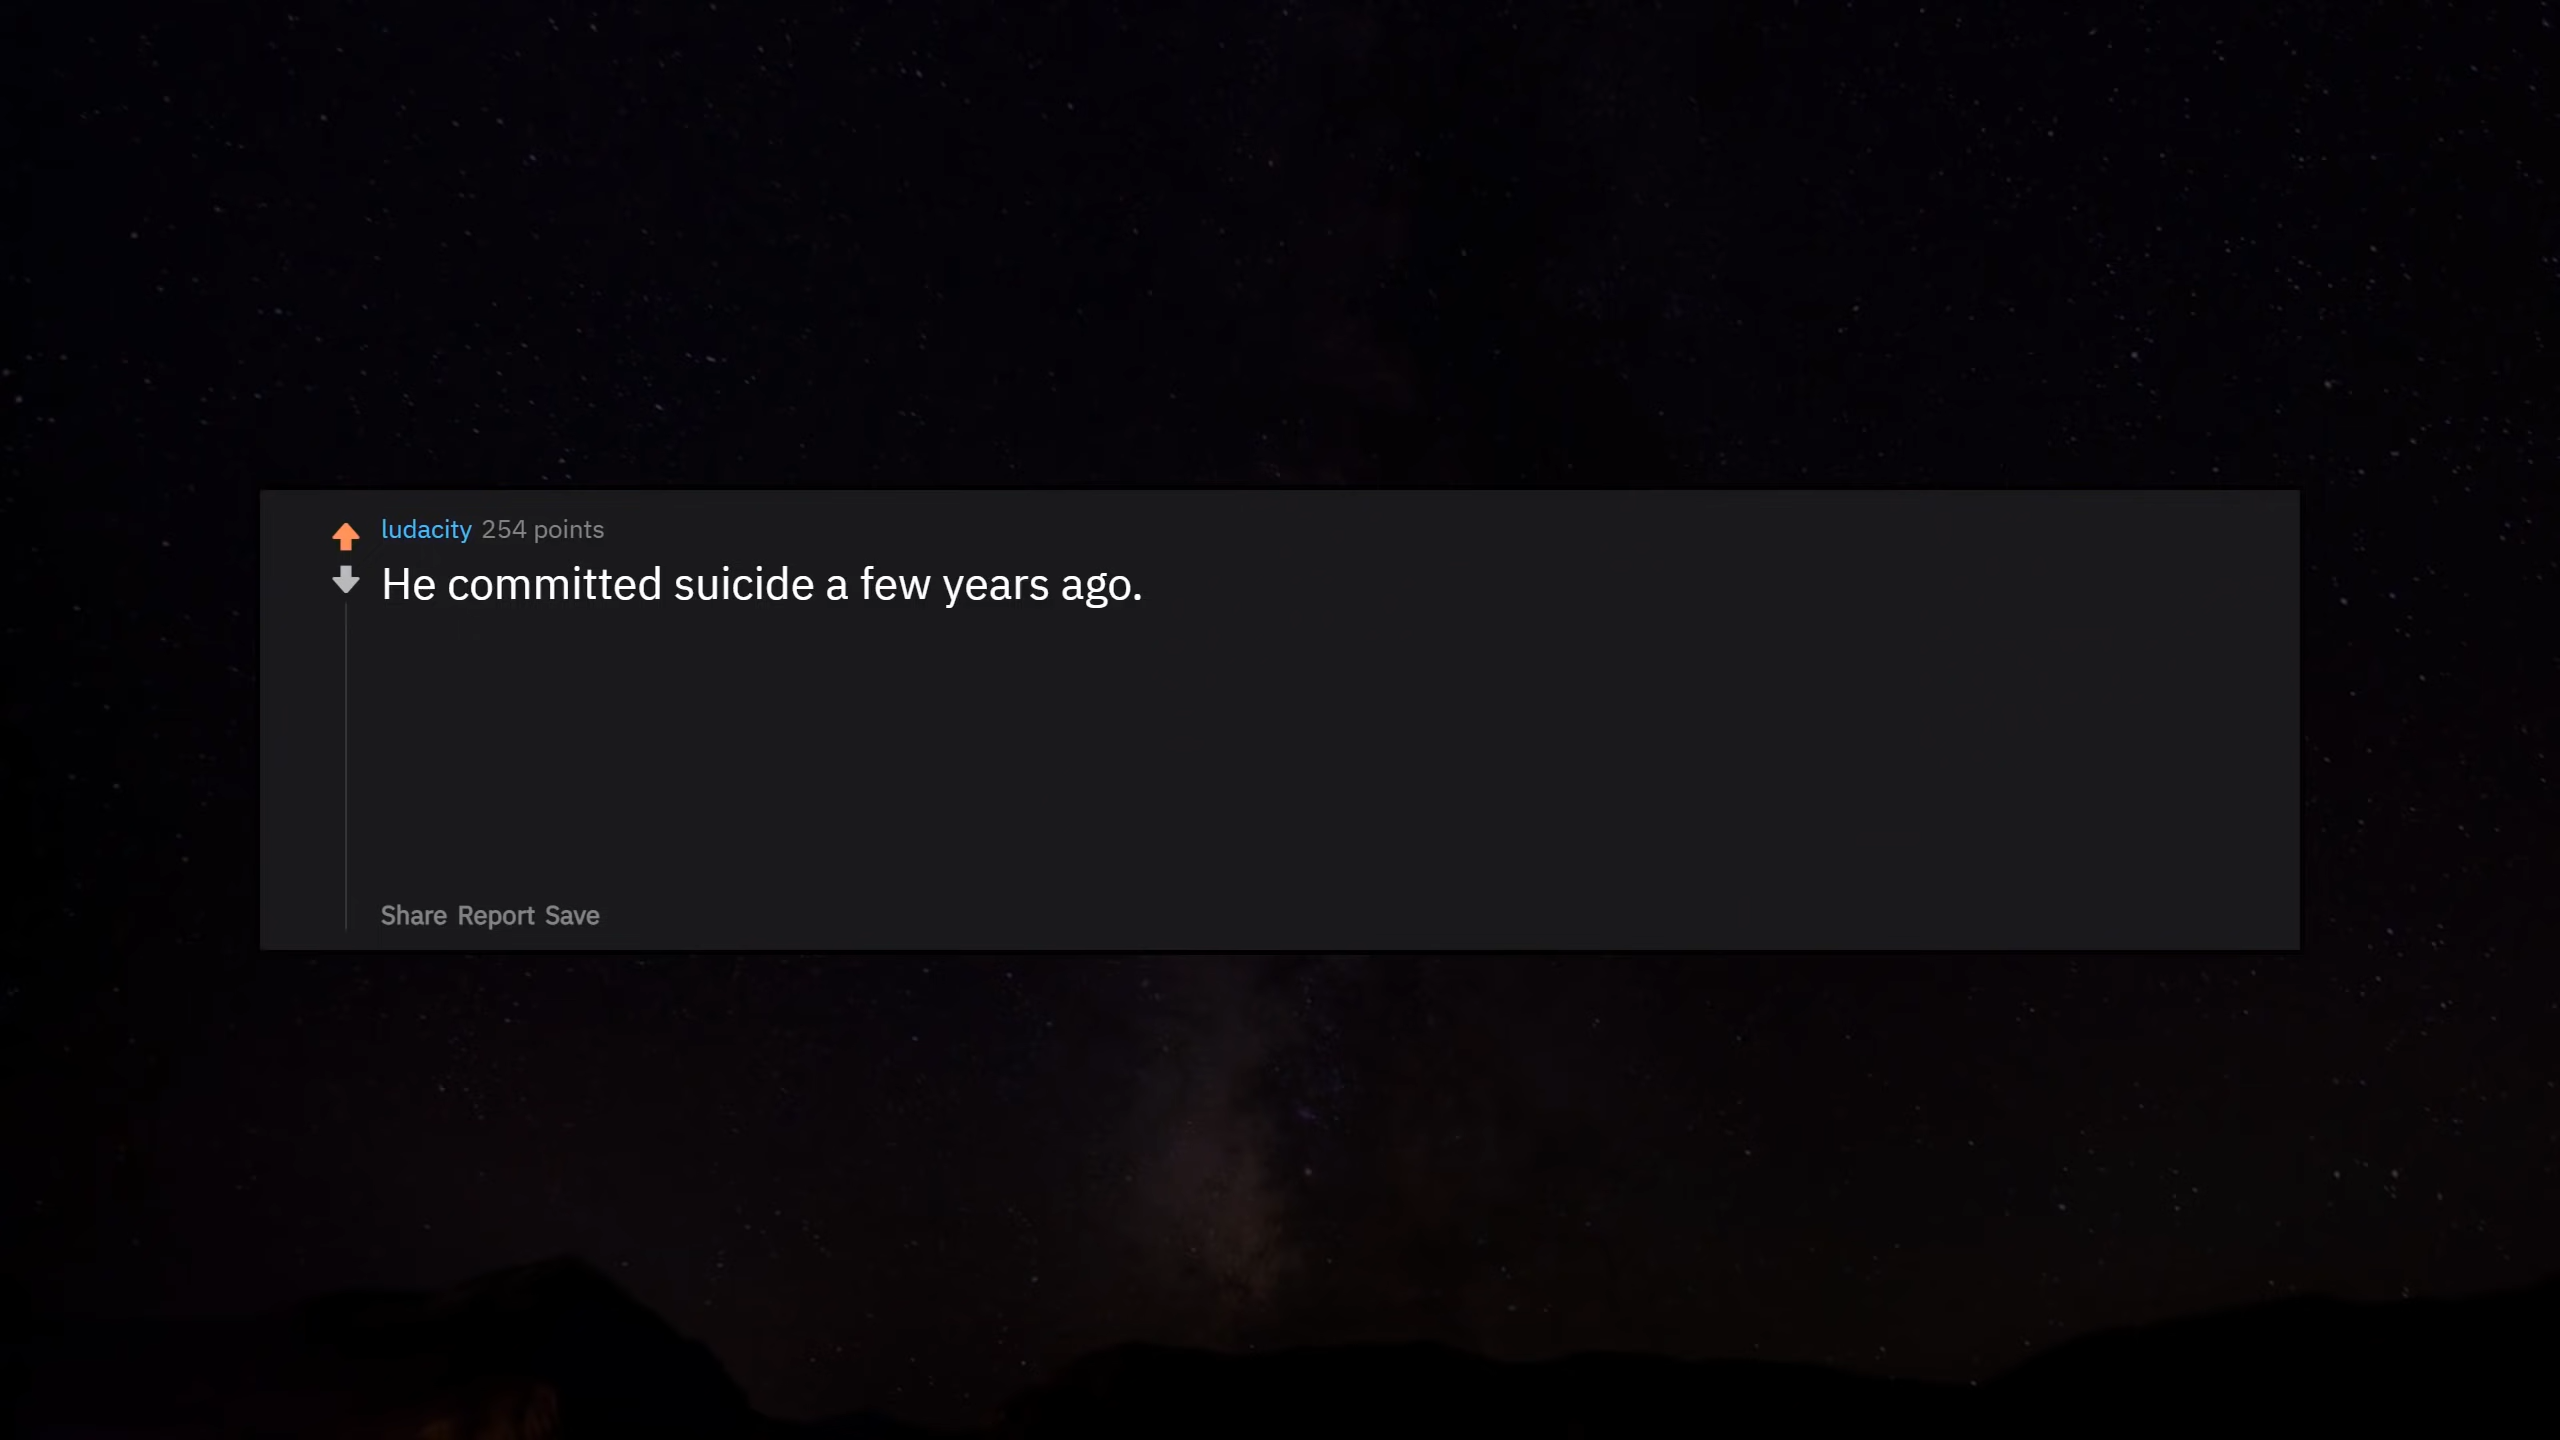 ludacity 254 points
He committed suicide a few years ago.
Share Report Save